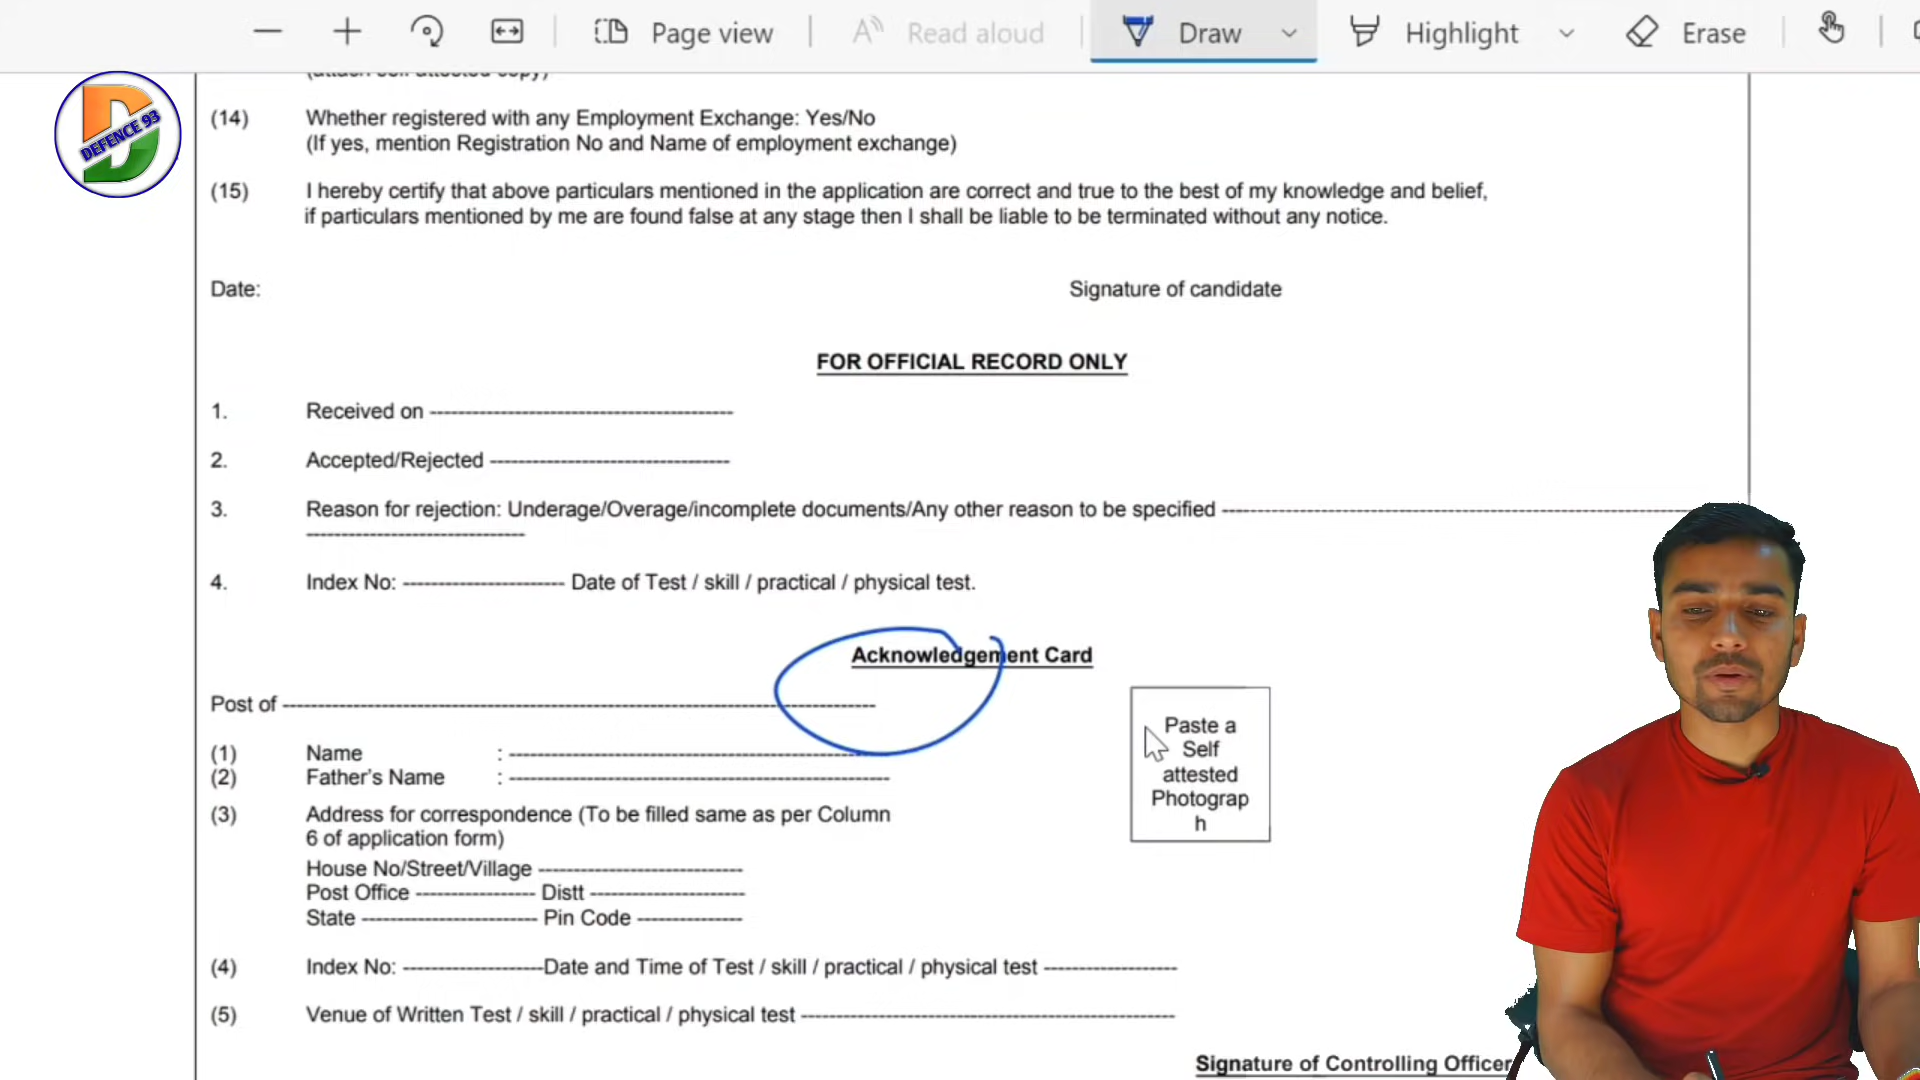 Page view
Read aloud
Draw
Highlight
Erase
DEFENCE 93
(attach self attested copy)
(14) Whether registered with any Employment Exchange: Yes/No
(If yes, mention Registration No and Name of employment exchange)
(15) I hereby certify that above particulars mentioned in the application are correct and true to the best of my knowledge and belief,
if particulars mentioned by me are found false at any stage then I shall be liable to be terminated without any notice.
Date: Signature of candidate
FOR OFFICIAL RECORD ONLY
1. Received on
2. Accepted/Rejected
3. Reason for rejection: Underage/Overage/incomplete documents/Any other reason to be specified
4. Index No: Date of Test / skill / practical / physical test.
Acknowledgement Card
Post of
(1) Name :
(2) Father's Name :
(3) Address for correspondence (To be filled same as per Column
6 of application form)
House No/Street/Village
Post Office Distt
State Pin Code
Paste a
Self
attested
Photograp
h
(4) Index No: Date and Time of Test / skill / practical / physical test
(5) Venue of Written Test / skill / practical / physical test
Signature of Controlling Officer